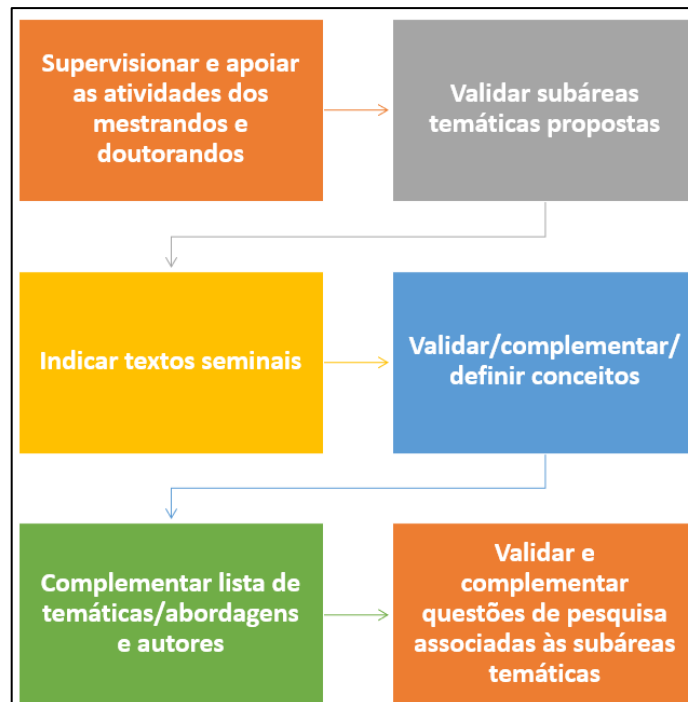 Supervisionar e apoiar
as atividades dos
mestrandos e
doutorandos
Validar subáreas
temáticas propostas
Indicar textos seminais
Validar/complementar/
definir conceitos
Complementar lista de
temáticas/abordagens
e autores
Validar e
complementar
questões de pesquisa
associadas às subáreas
temáticas